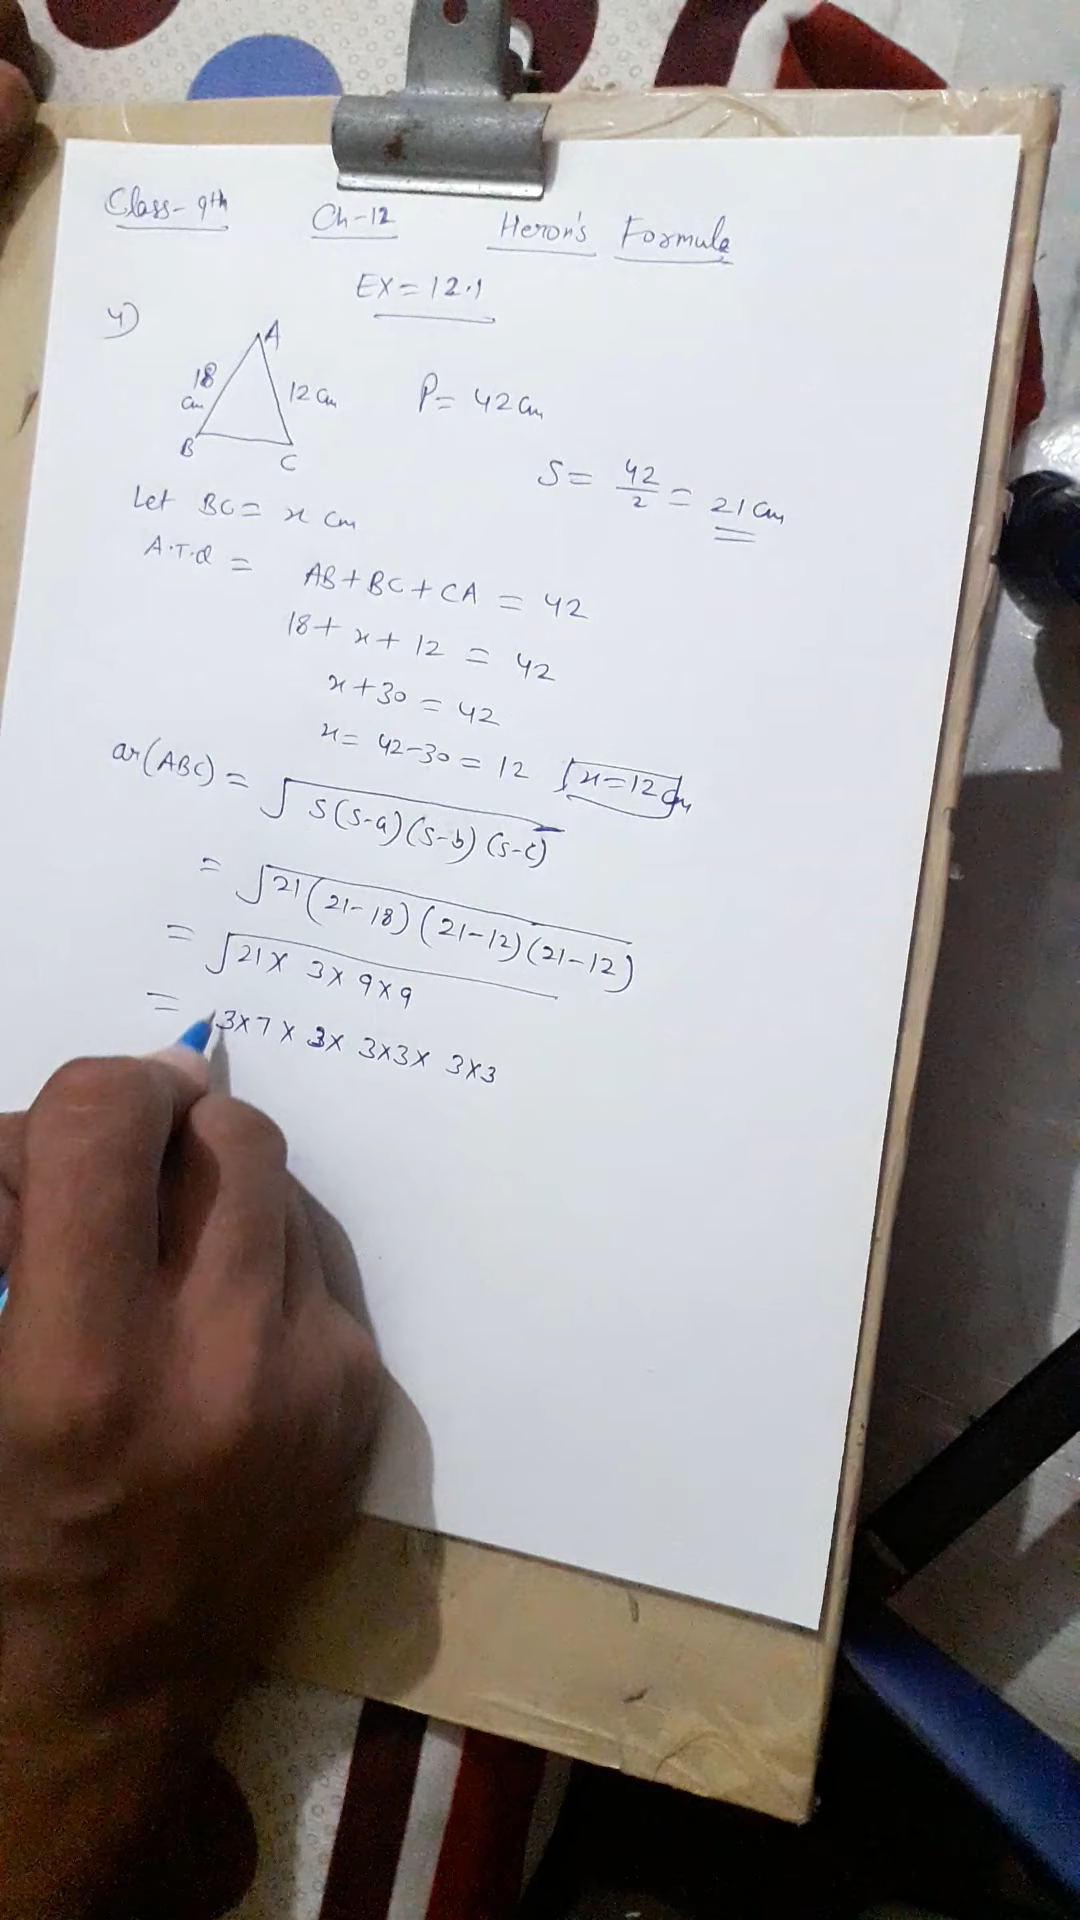 Class-9th Ch-12 Heron's Formula
EX = 12.1
4)
A
18 cm
12 cm
B
C
P = 42 cm
S = 42/2 = 21 cm
Let BC = x cm
A.T.Q = AB + BC + CA = 42
18 + x + 12 = 42
x + 30 = 42
x = 42 - 30 = 12 x = 12 cm
ar(ABC) = √S(S-a)(S-b)(S-c)
= √21(21-18)(21-12)(21-12)
= √21 × 3 × 9 × 9
= 3×7 × 3 × 3×3 × 3×3